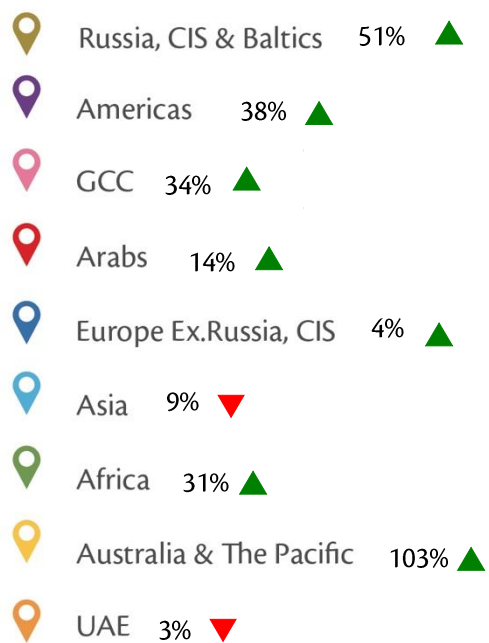 Russia, CIS & Baltics 51%
Americas 38%
GCC 34%
Arabs 14%
Europe Ex.Russia, CIS 4%
Asia 9%
Africa 31%
Australia & The Pacific 103%
UAE 3%